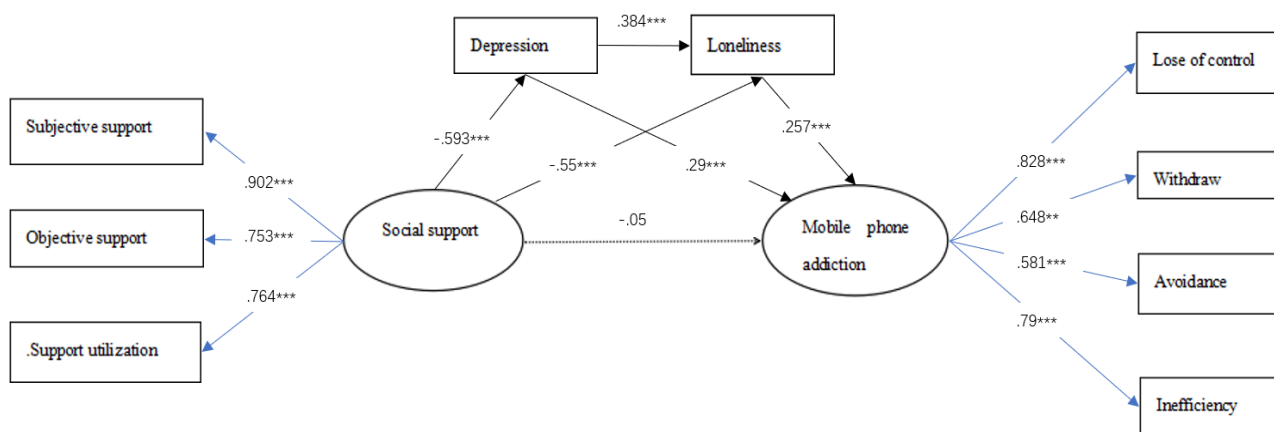 .384***
Depression
Loneliness
Lose of control
Subjective support
-.593***
.257***
-.55***
.29***
.828***
.902***
.648**
Withdraw
Social support
-.05
Mobile phone
addiction
Objective support
.753***
.581***
Avoidance
.764***
.79***
.Support utilization
Inefficiency